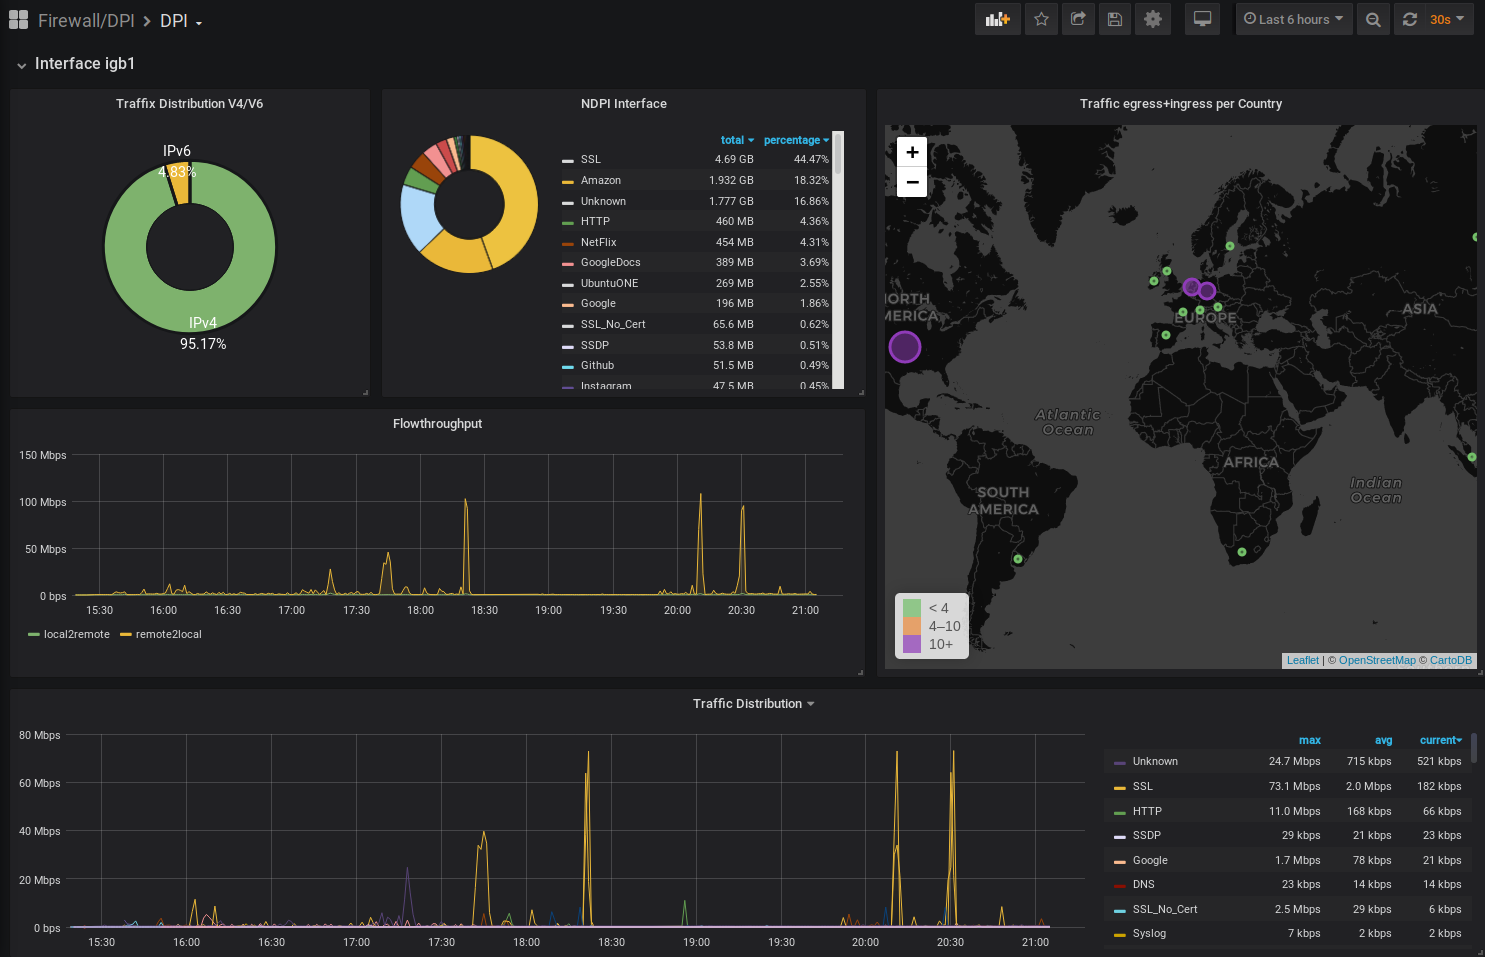 Firewall/DPI > DPI
Last 6 hours
30s
Interface igb1
Traffix Distribution V4/V6
IPv6
4.83%
IPv4
95.17%
NDPI Interface
total percentage
SSL 4.69 GB 44.47%
Amazon 1.932 GB 18.32%
Unknown 1.777 GB 16.86%
HTTP 460 MB 4.36%
NetFlix 454 MB 4.31%
GoogleDocs 389 MB 3.69%
UbuntuONE 269 MB 2.55%
Google 196 MB 1.86%
SSL_No_Cert 65.6 MB 0.62%
SSDP 53.8 MB 0.51%
Github 51.5 MB 0.49%
Instagram 47.5 MB 0.45%
Traffic egress+ingress per Country
+
−
NORTH
AMERICA
EUROPE
ASIA
Atlantic
Ocean
AFRICA
Indian
Ocean
SOUTH
AMERICA
< 4
4–10
10+
Leaflet | © OpenStreetMap © CartoDB
Flowthroughput
150 Mbps
100 Mbps
50 Mbps
0 bps
15:30 16:00 16:30 17:00 17:30 18:00 18:30 19:00 19:30 20:00 20:30 21:00
local2remote remote2local
Traffic Distribution
80 Mbps
60 Mbps
40 Mbps
20 Mbps
0 bps
15:30 16:00 16:30 17:00 17:30 18:00 18:30 19:00 19:30 20:00 20:30 21:00
max avg current
Unknown 24.7 Mbps 715 kbps 521 kbps
SSL 73.1 Mbps 2.0 Mbps 182 kbps
HTTP 11.0 Mbps 168 kbps 66 kbps
SSDP 29 kbps 21 kbps 23 kbps
Google 1.7 Mbps 78 kbps 21 kbps
DNS 23 kbps 14 kbps 14 kbps
SSL_No_Cert 2.5 Mbps 29 kbps 6 kbps
Syslog 7 kbps 2 kbps 2 kbps